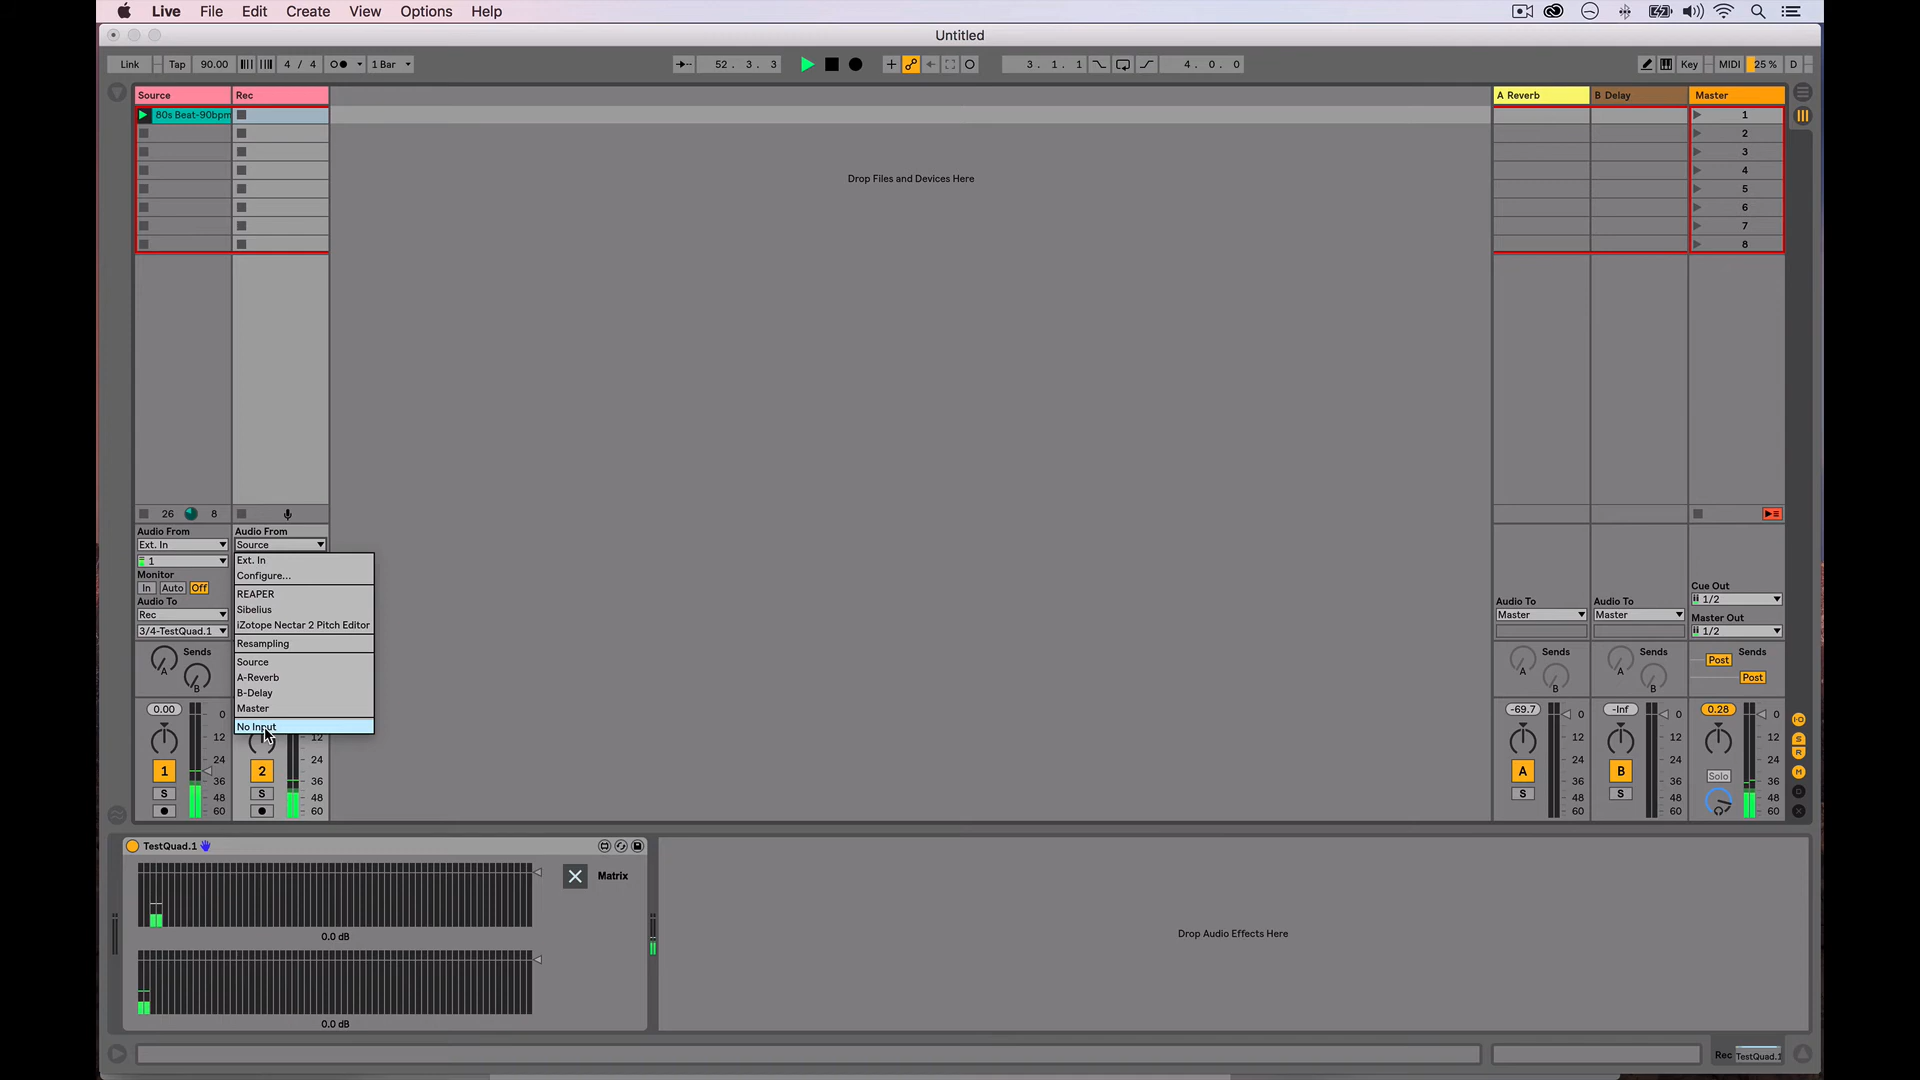 Live File Edit Create View Options Help
Untitled
Link Tap 90.00 4 / 4 1 Bar 52. 3. 3 3. 1. 1 4. 0. 0 Key MIDI 25 % D
Source Rec A Reverb B Delay Master
80s Beat-90bpm 1
2
3
Drop Files and Devices Here 4
5
6
7
8
26 8
Audio From Audio From
Ext. In Source
1 Ext. In
Monitor Configure...
In Auto Off Cue Out
REAPER 1/2
Audio To Sibelius Audio To Audio To
Rec Master Master Master Out
3/4-TestQuad.1 iZotope Nectar 2 Pitch Editor 1/2
Resampling
Sends Source Sends Sends Post Sends
A B A-Reverb A B A B Post
B-Delay
Master
0.00 0 -69.7 0 -Inf 0 0.28 0
No Input
12 12 12 12 12
24 24 24 24 24
1 2 A B Solo
36 36 36 36 36
S S S S
48 48 48 48 48
60 60 60 60 60
TestQuad.1
Matrix
0.0 dB
Drop Audio Effects Here
0.0 dB
Rec TestQuad.1